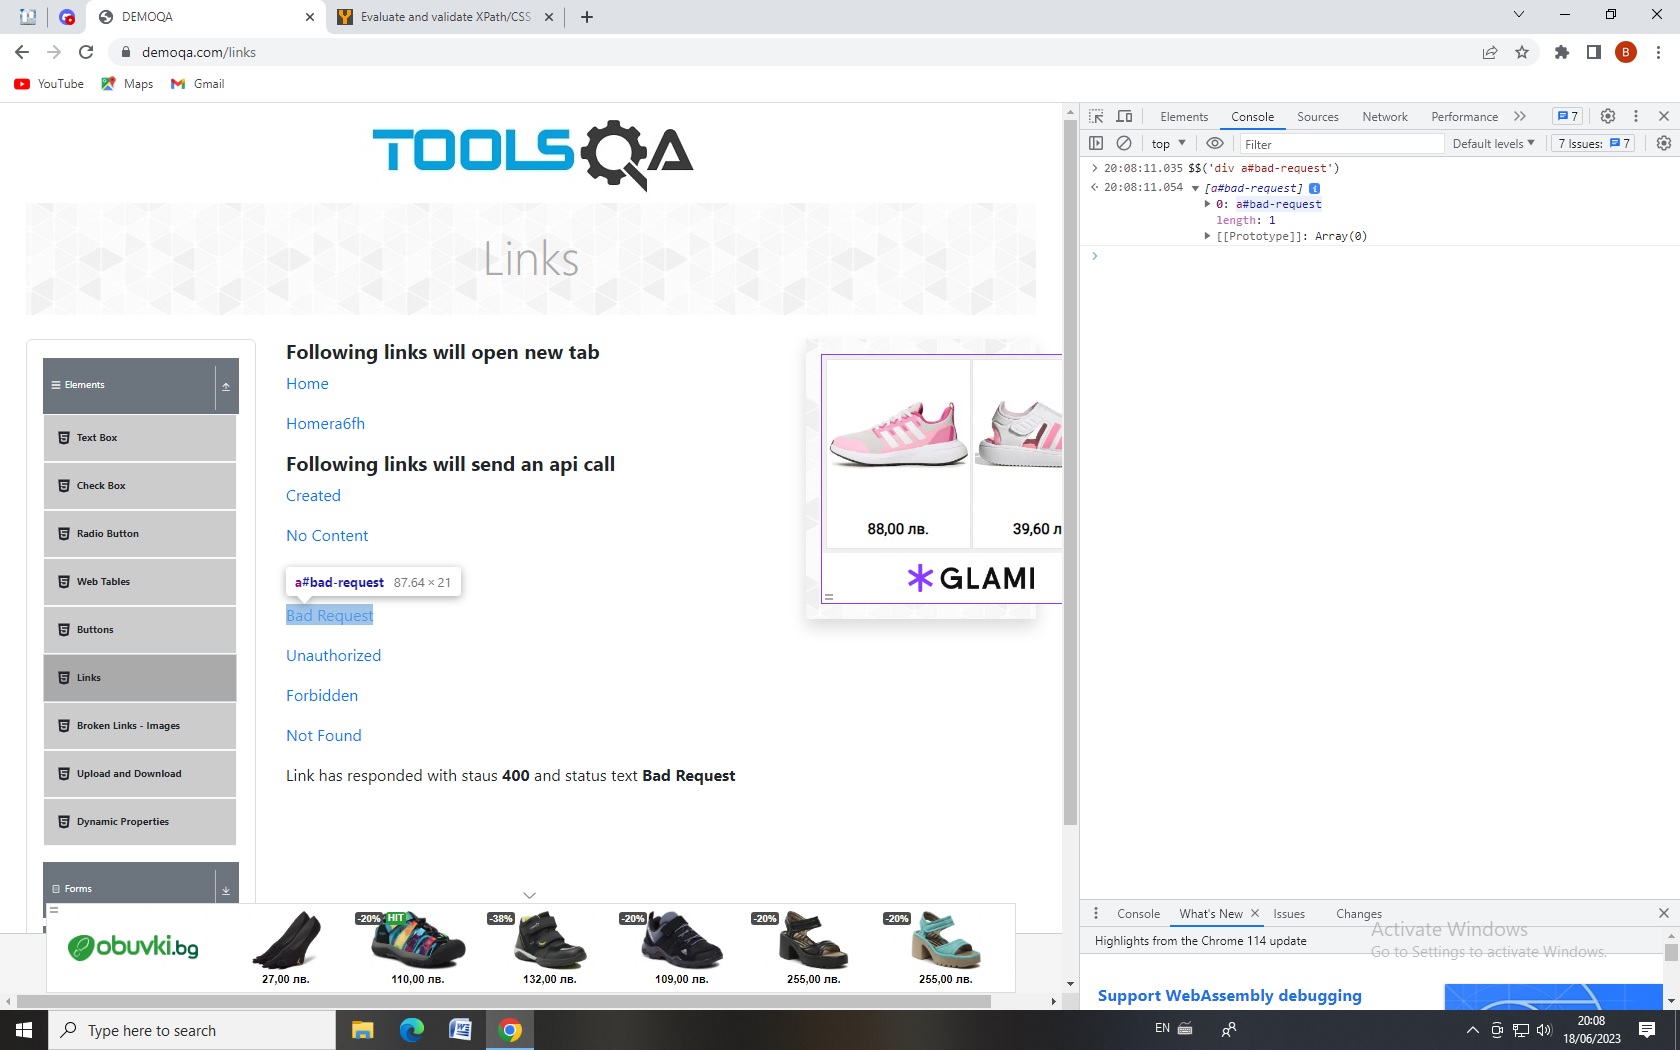 DEMOQA
Evaluate and validate XPath/CSS
demoqa.com/links
B
YouTube
Maps
Gmail
TOOLSQA
Links
Elements
Text Box
Check Box
Radio Button
Web Tables
Buttons
Links
Broken Links - Images
Upload and Download
Dynamic Properties
Forms
Following links will open new tab
Home
Homera6fh
Following links will send an api call
Created
No Content
a#bad-request 87.64 × 21
Bad Request
Unauthorized
Forbidden
Not Found
Link has responded with staus 400 and status text Bad Request
88,00 лв.
39,60 л
GLAMI
obuvki.bg
27,00 лв.
-20% HIT
110,00 лв.
-38%
132,00 лв.
-20%
109,00 лв.
-20%
255,00 лв.
-20%
255,00 лв.
Elements Console Sources Network Performance 7
top Filter Default levels 7 Issues: 7
20:08:11.035 $$('div a#bad-request')
20:08:11.054 [a#bad-request]
0: a#bad-request
length: 1
[[Prototype]]: Array(0)
Console What's New Issues Changes
Highlights from the Chrome 114 update
Activate Windows
Go to Settings to activate Windows.
Support WebAssembly debugging
Type here to search
EN
20:08
18/06/2023